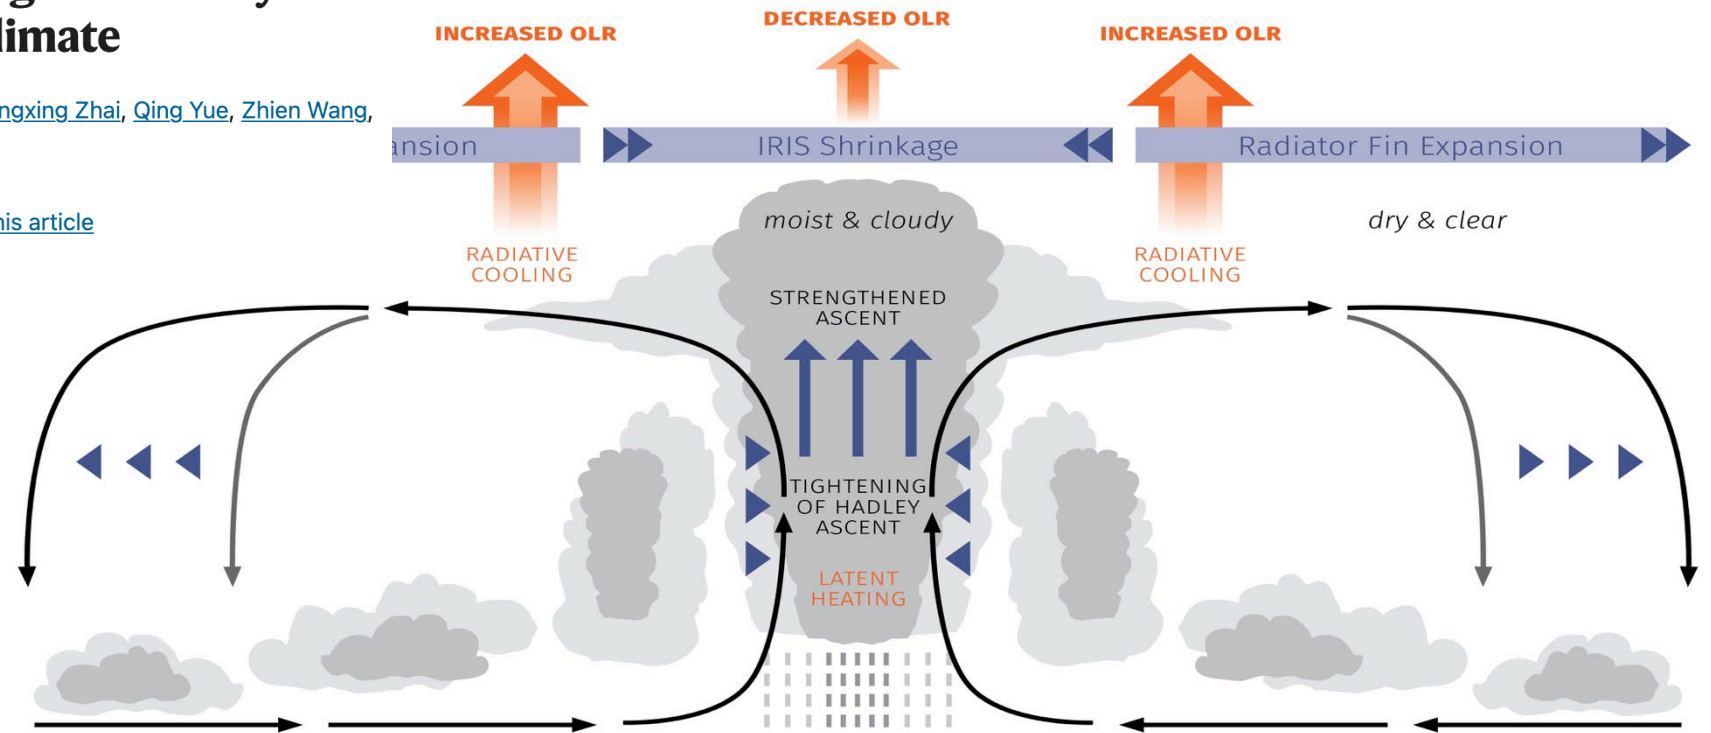 limate
ngxing Zhai, Qing Yue, Zhien Wang,
his article
INCREASED OLR
DECREASED OLR
INCREASED OLR
ansion
IRIS Shrinkage
Radiator Fin Expansion
moist & cloudy
dry & clear
RADIATIVE
COOLING
RADIATIVE
COOLING
STRENGTHENED
ASCENT
TIGHTENING
OF HADLEY
ASCENT
LATENT
HEATING